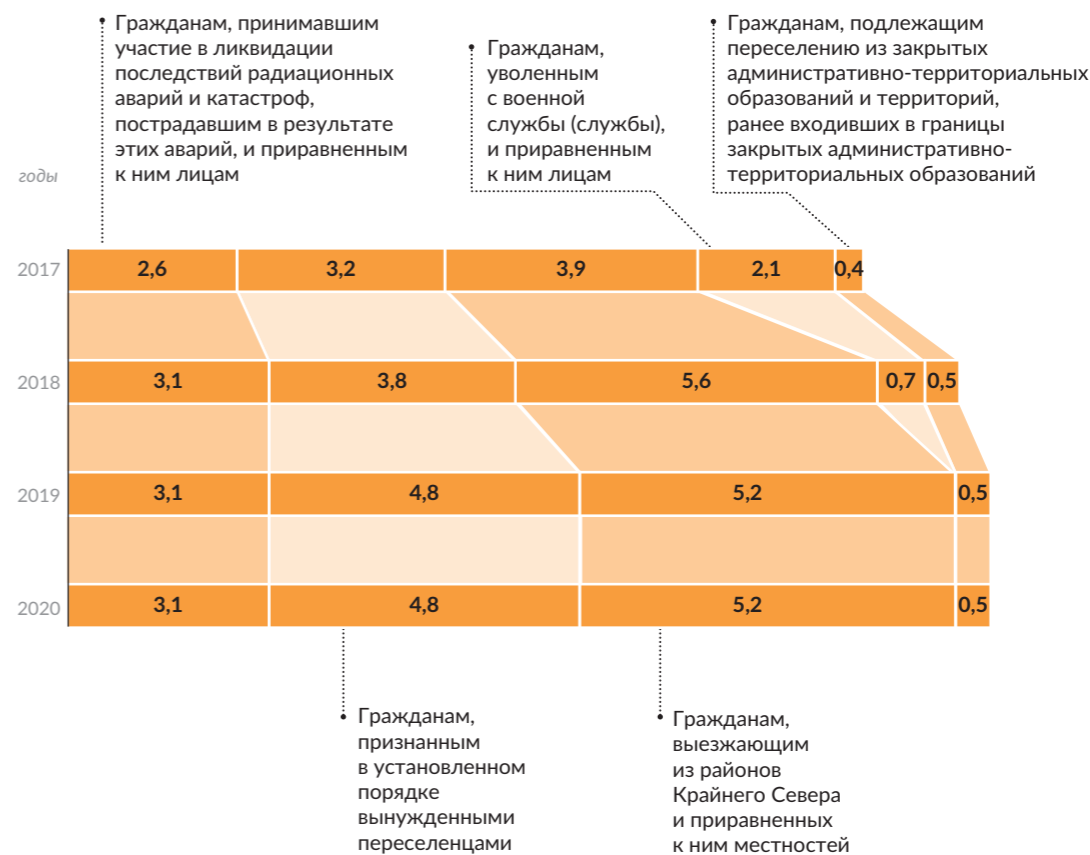 Гражданам, принимавшим
участие в ликвидации
последствий радиационных
аварий и катастроф,
пострадавшим в результате
этих аварий, и приравненным
к ним лицам
Гражданам,
уволенным
с военной
службы (службы),
и приравненным
к ним лицам
Гражданам, подлежащим
переселению из закрытых
административно-территориальных
образований и территорий,
ранее входивших в границы
закрытых административно-
территориальных образований
годы
2017 2,6 3,2 3,9 2,1 0,4
2018 3,1 3,8 5,6 0,7 0,5
2019 3,1 4,8 5,2 0,5
2020 3,1 4,8 5,2 0,5
Гражданам,
признанным
в установленном
порядке
вынужденными
переселенцами
Гражданам,
выезжающим
из районов
Крайнего Севера
и приравненных
к ним местностей